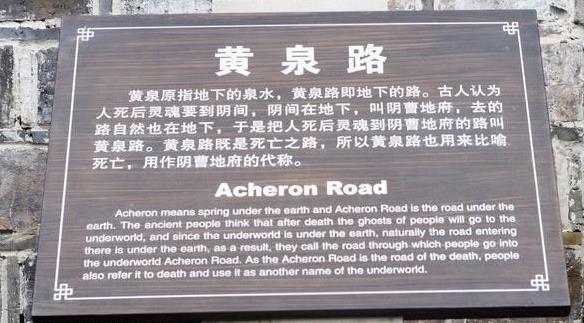 黄泉路
黄泉原指地下的泉水，黄泉路即地下的路。古人认为
人死后灵魂要到阴间，阴间在地下，叫阴曹地府，去的
路自然也在地下，于是把人死后灵魂到阴曹地府的路叫
黄泉路。黄泉路既是死亡之路，所以黄泉路也用来比喻
死亡，用作阴曹地府的代称。
Acheron Road
Acheron means spring under the earth and Acheron Road is the road under the
earth. The ancient people think that after death the ghosts of people will go to the
underworld, and since the underworld is under the earth, naturally the road entering
there is under the earth, as a result, they call the road through which people go into
the underworld Acheron Road. As the Acheron Road is the road of the death, people
also refer it to death and use it as another name of the underworld.